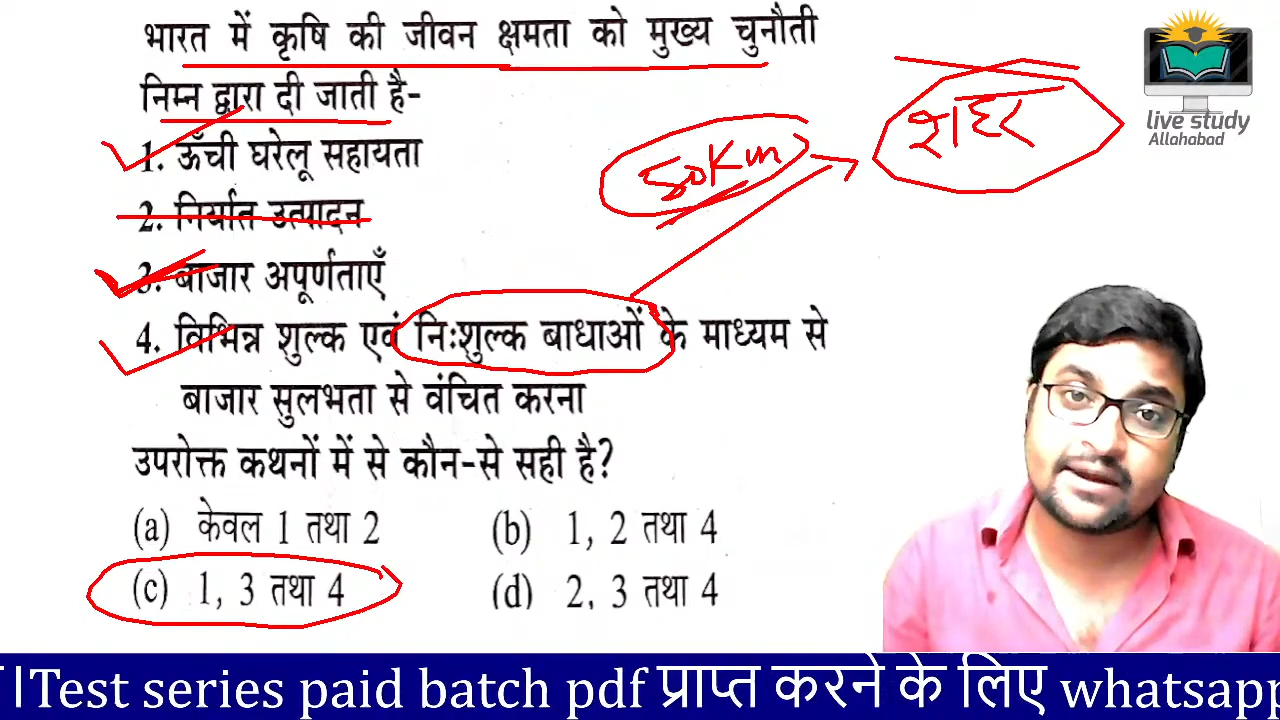 भारत में कृषि की जीवन क्षमता को मुख्य चुनौती
निम्न द्वारा दी जाती है-
1. ऊँची घरेलू सहायता
2. निर्यात उत्पादन
3. बाजार अपूर्णताएँ
4. विभिन्न शुल्क एवं निःशुल्क बाधाओं के माध्यम से
बाजार सुलभता से वंचित करना
उपरोक्त कथनों में से कौन-से सही है?
(a) केवल 1 तथा 2
(b) 1, 2 तथा 4
(c) 1, 3 तथा 4
(d) 2, 3 तथा 4
50Km
शहर
live study
Allahabad
।Test series paid batch pdf प्राप्त करने के लिए whatsapp